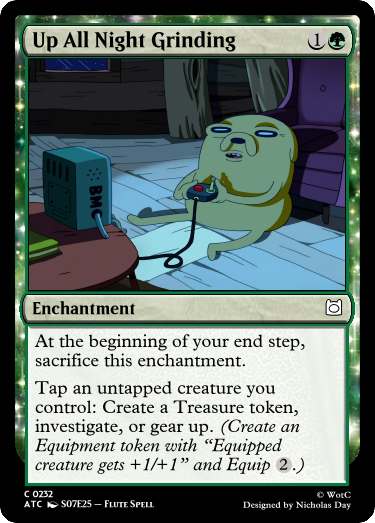 Up All Night Grinding 1
BM
Enchantment
At the beginning of your end step,
sacrifice this enchantment.
Tap an untapped creature you
control: Create a Treasure token,
investigate, or gear up. (Create an
Equipment token with “Equipped
creature gets +1/+1” and Equip 2.)
C 0232
ATC S07E25 – Flute Spell
© WotC
Designed by Nicholas Day